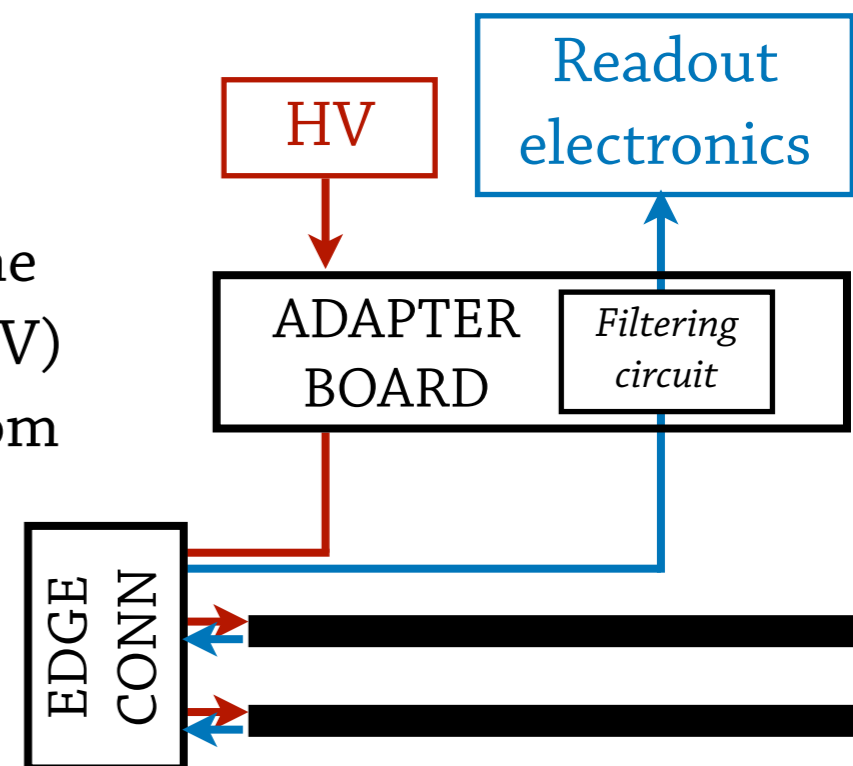 HV
Readout
electronics
V)
ADAPTER
BOARD
Filtering
circuit
EDGE
CONN